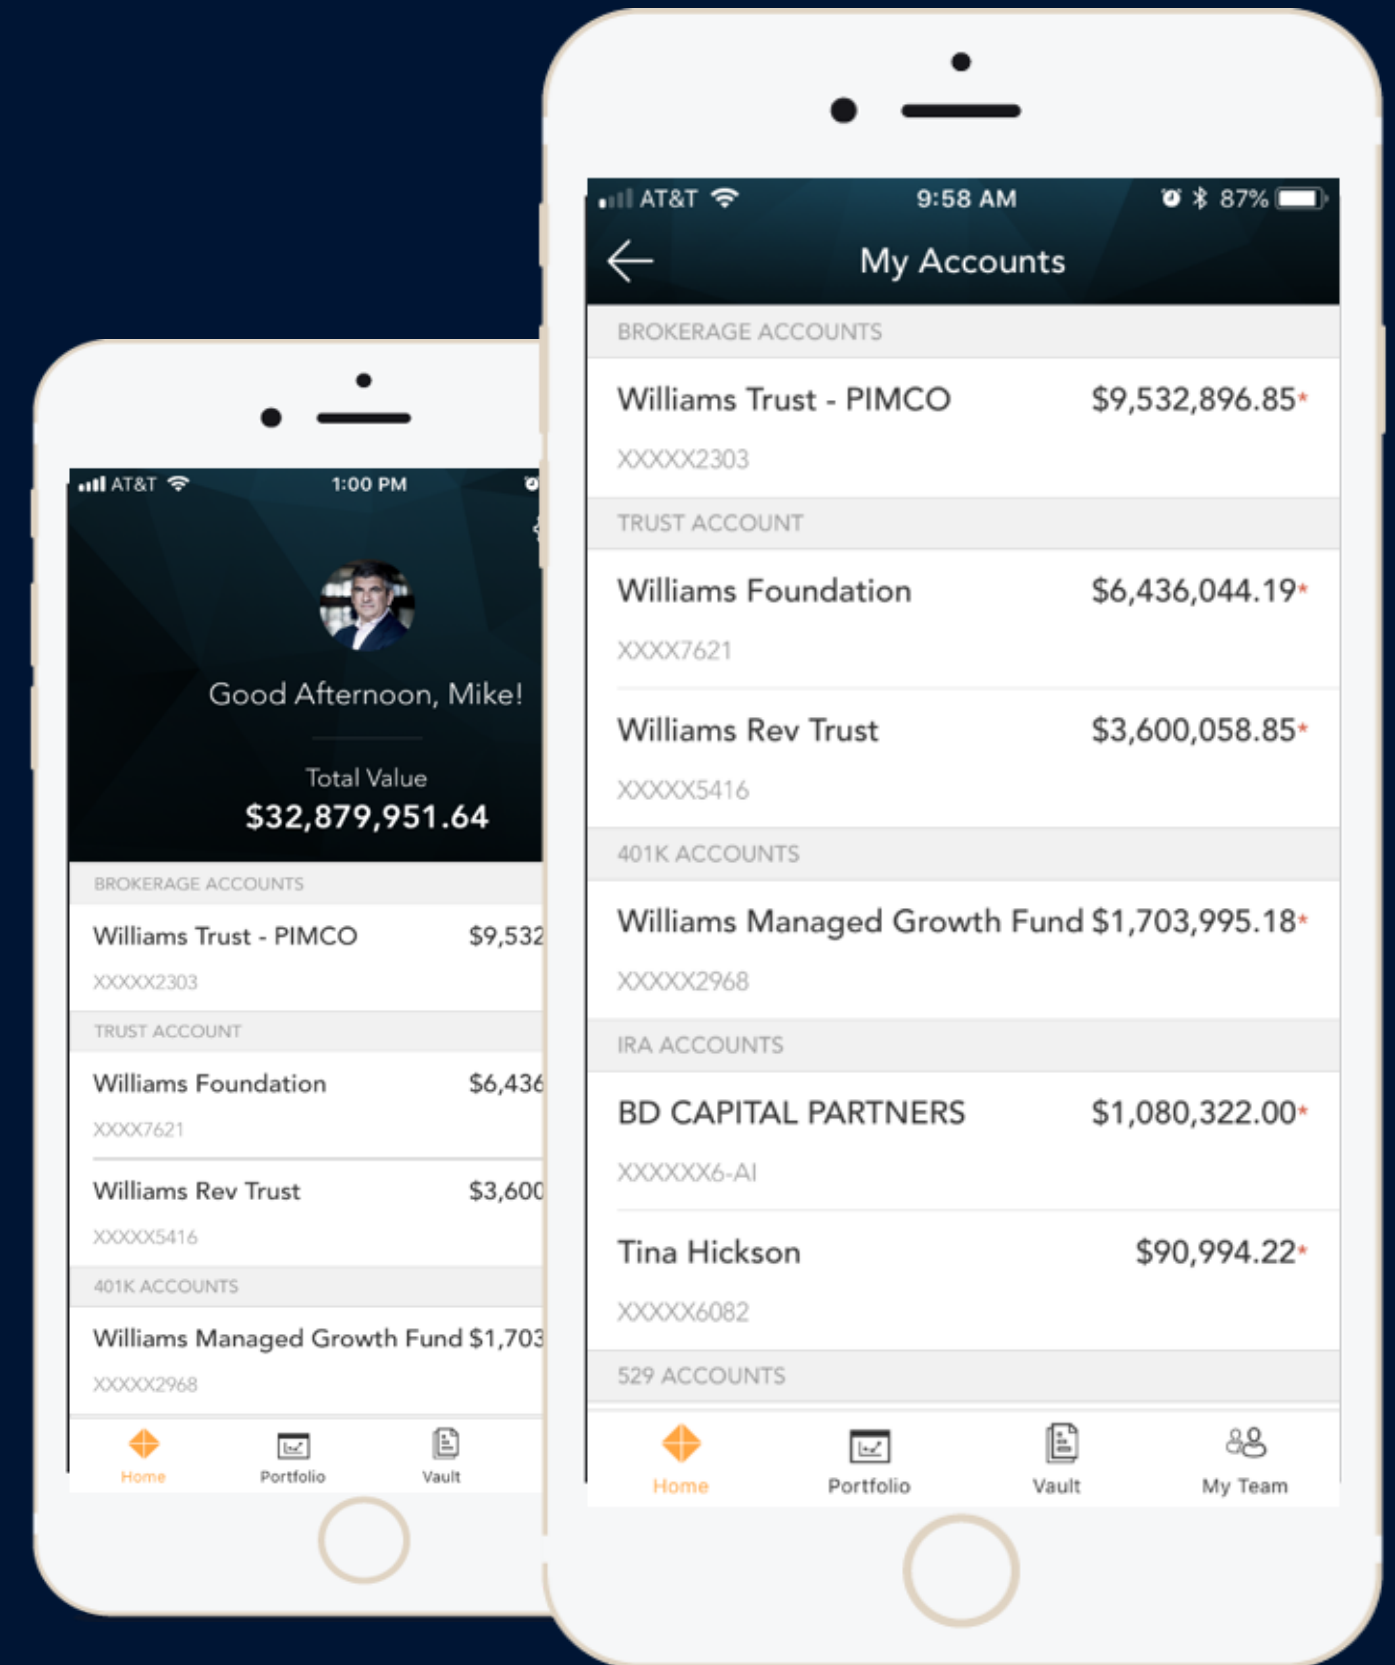 AT&T
1:00 PM
Good Afternoon, Mike!
Total Value
$32,879,951.64
BROKERAGE ACCOUNTS
Williams Trust - PIMCO $9,532
XXXXX2303
TRUST ACCOUNT
Williams Foundation $6,436
XXXX7621
Williams Rev Trust $3,600
XXXXX5416
401K ACCOUNTS
Williams Managed Growth Fund $1,703
XXXXX2968
Home Portfolio Vault
AT&T 9:58 AM 87%
My Accounts
BROKERAGE ACCOUNTS
Williams Trust - PIMCO $9,532,896.85*
XXXXX2303
TRUST ACCOUNT
Williams Foundation $6,436,044.19*
XXXX7621
Williams Rev Trust $3,600,058.85*
XXXXX5416
401K ACCOUNTS
Williams Managed Growth Fund $1,703,995.18*
XXXXX2968
IRA ACCOUNTS
BD CAPITAL PARTNERS $1,080,322.00*
XXXXXX6-AI
Tina Hickson $90,994.22*
XXXXX6082
529 ACCOUNTS
Home Portfolio Vault My Team